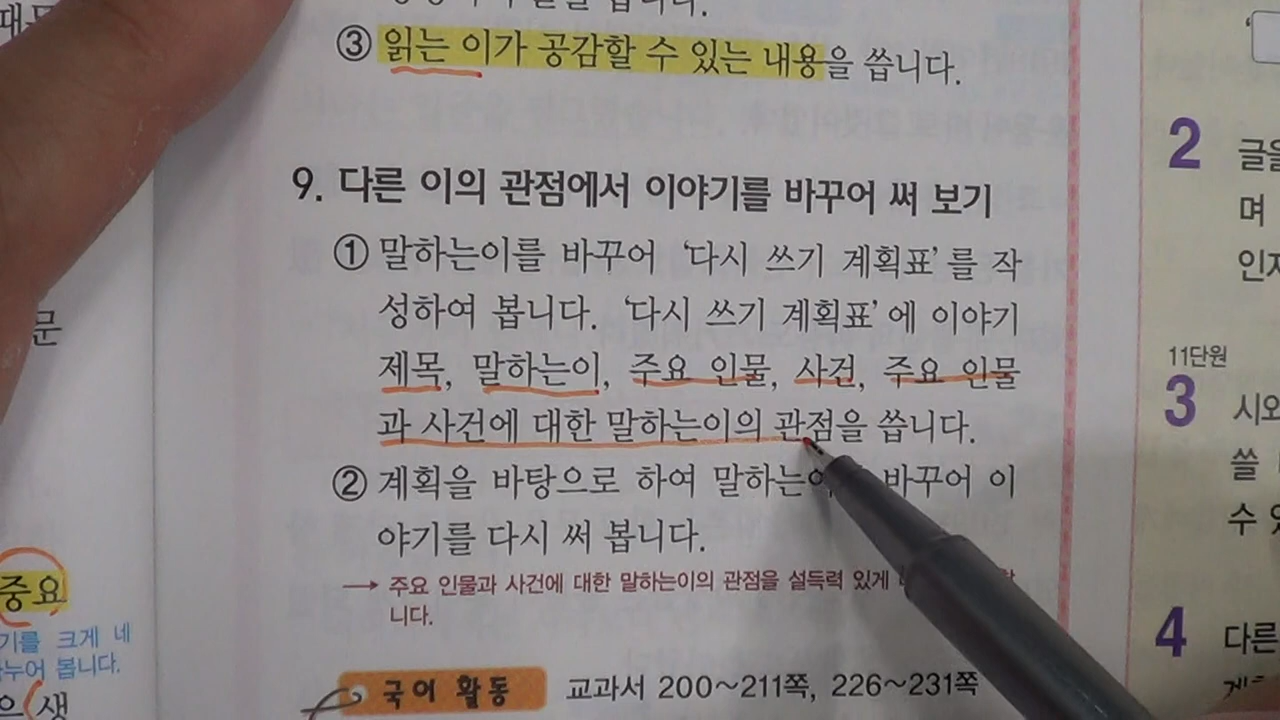 ③ 읽는 이가 공감할 수 있는 내용을 씁니다.
9. 다른 이의 관점에서 이야기를 바꾸어 써 보기
① 말하는이를 바꾸어 ‘다시 쓰기 계획표’를 작
성하여 봅니다. ‘다시 쓰기 계획표’에 이야기
제목, 말하는이, 주요 인물, 사건, 주요 인물
과 사건에 대한 말하는이의 관점을 씁니다.
② 계획을 바탕으로 하여 바꾸어 이
야기를 다시 써 봅니다.
→ 주요 인물과 사건에 대한 말하는이의 관점을 설득력 있게
니다.
국어 활동 교과서 200~211쪽, 226~231쪽
문
중요
기를 크게 네
누어 봅니다.
생
2 글을
며
11단원
3 시와
쓸
수
4 다른